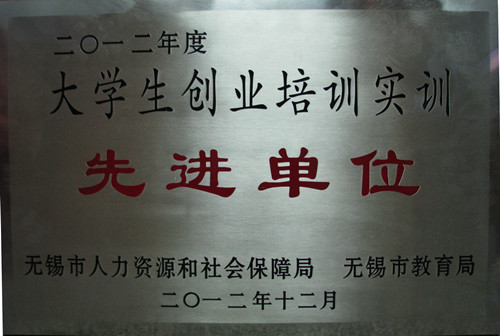 二〇一二年度
大学生创业培训实训
先进单位
无锡市人力资源和社会保障局 无锡市教育局
二〇一二年十二月